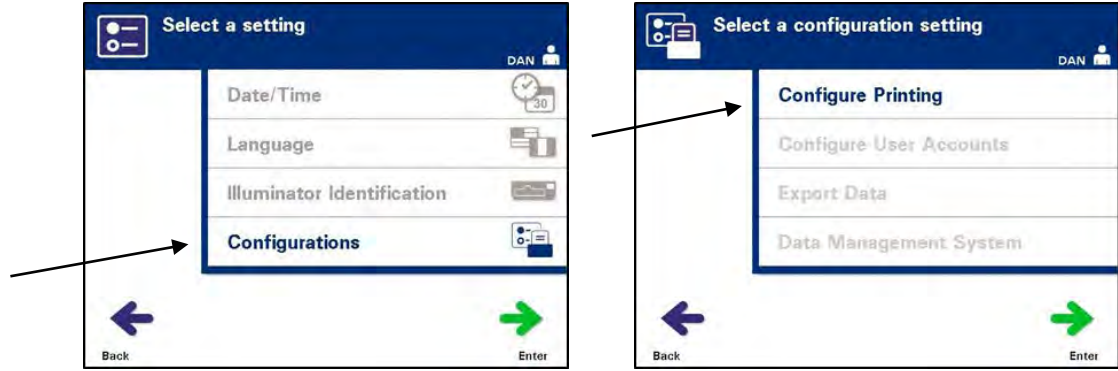 Select a setting
DAN
Date/Time
30
Language
Illuminator Identification
Configurations
Back
Enter
Select a configuration setting
DAN
Configure Printing
Configure User Accounts
Export Data
Data Management System
Back
Enter